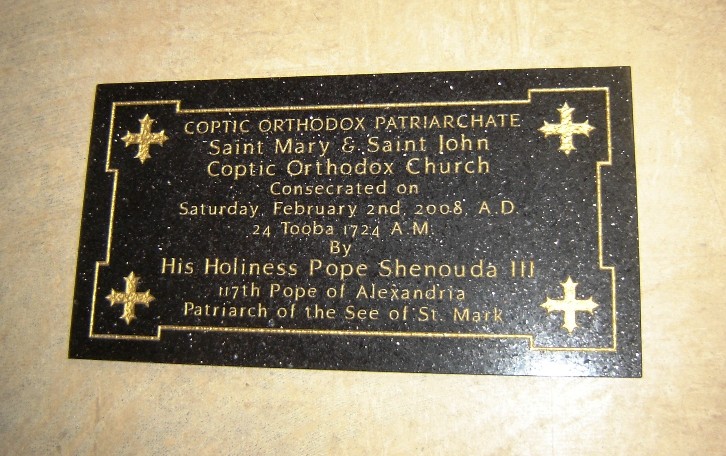 COPTIC ORTHODOX PATRIARCHATE
Saint Mary & Saint John
Coptic Orthodox Church
Consecrated on
Saturday, February 2nd, 2008, A.D.
24 Tooba 1724 A.M.
By
His Holiness Pope Shenouda III
117th Pope of Alexandria
Patriarch of the See of St. Mark